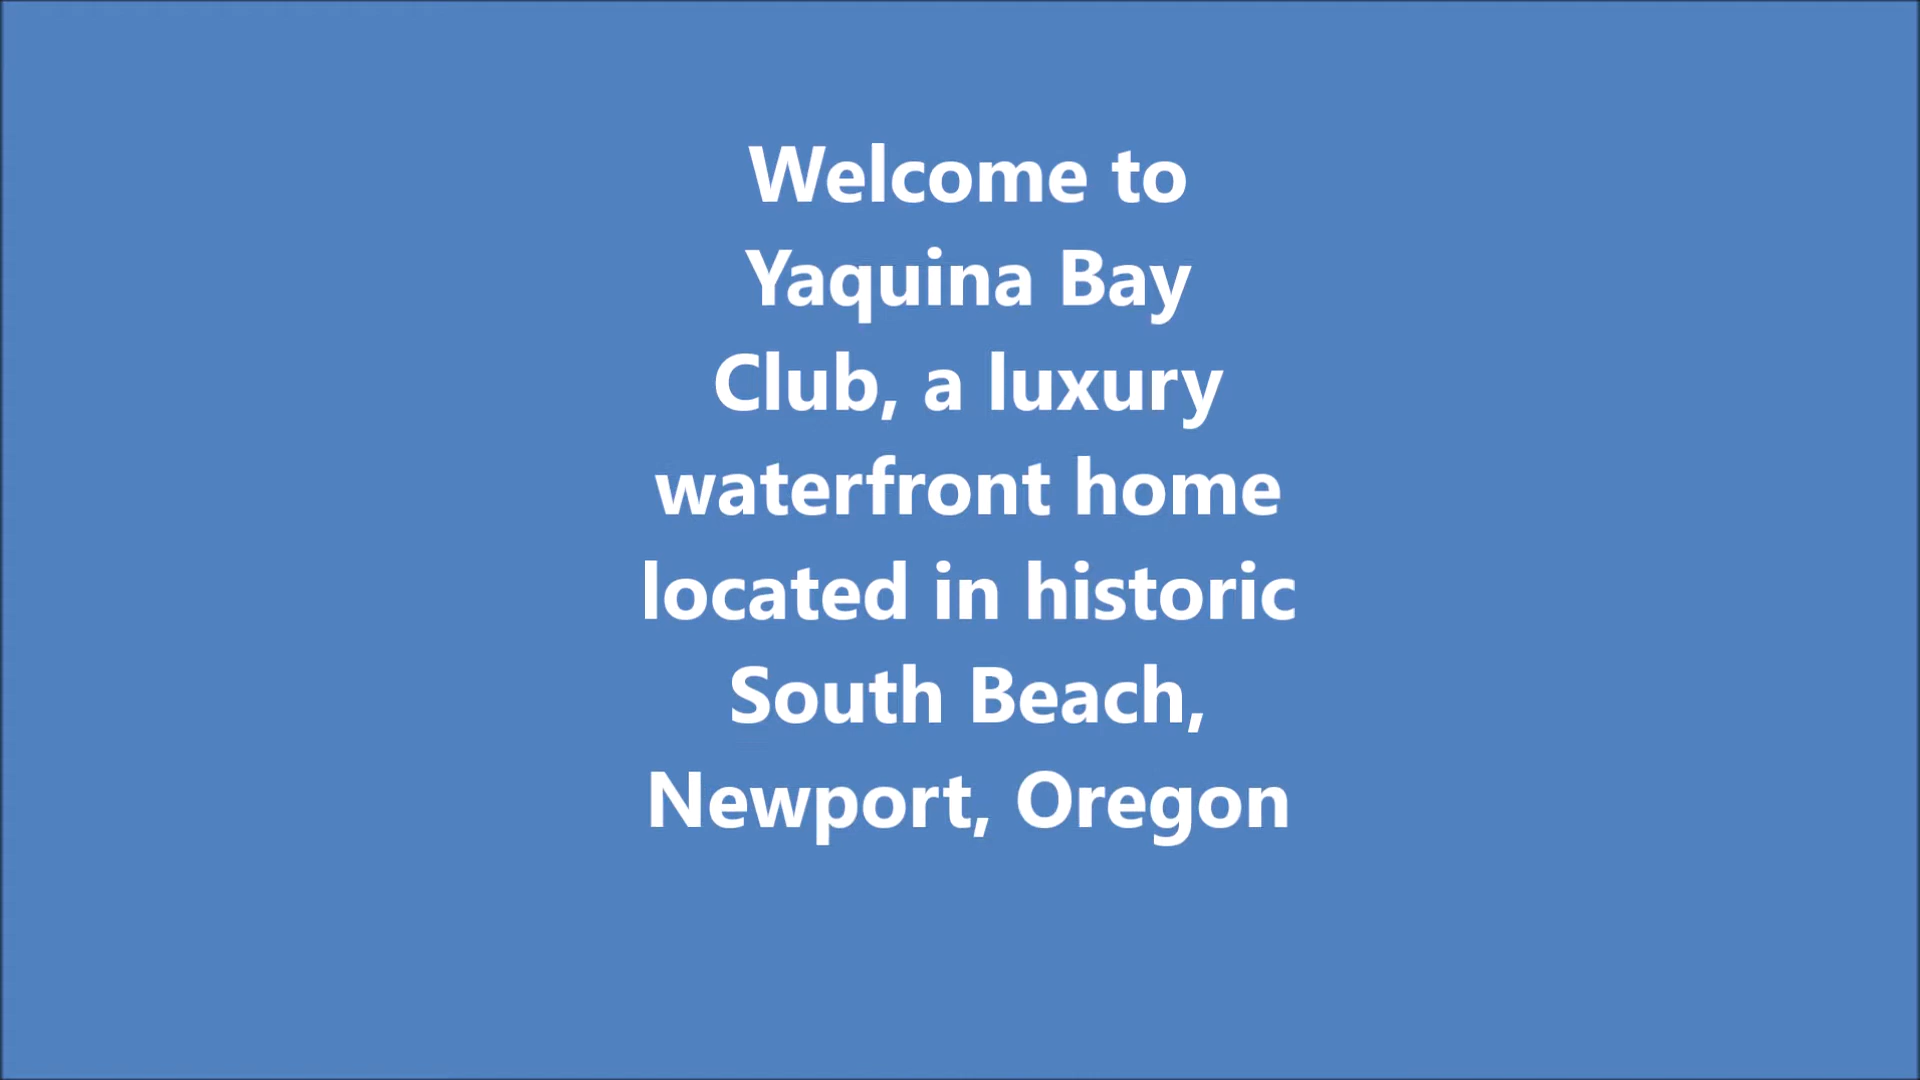 Welcome to
Yaquina Bay
Club, a luxury
waterfront home
located in historic
South Beach,
Newport, Oregon